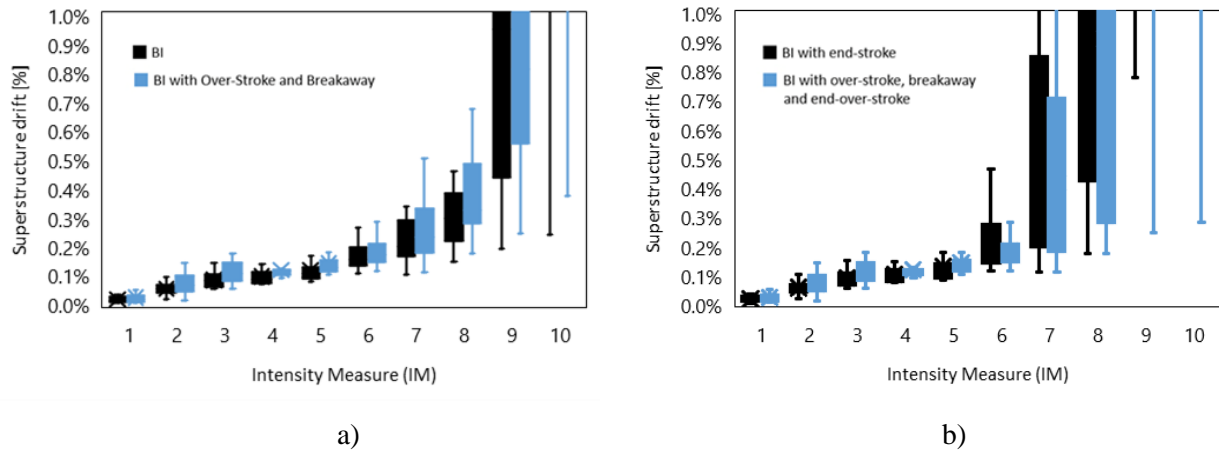 1.0%
0.9%
0.8%
0.7%
0.6%
0.5%
0.4%
0.3%
0.2%
0.1%
0.0%
Superstructure drift [%]
BI
BI with Over-Stroke and Breakaway
1 2 3 4 5 6 7 8 9 10
Intensity Measure (IM)
a)
1.0%
0.9%
0.8%
0.7%
0.6%
0.5%
0.4%
0.3%
0.2%
0.1%
0.0%
Superstructure drift [%]
BI with end-stroke
BI with over-stroke, breakaway
and end-over-stroke
1 2 3 4 5 6 7 8 9 10
Intensity Measure (IM)
b)